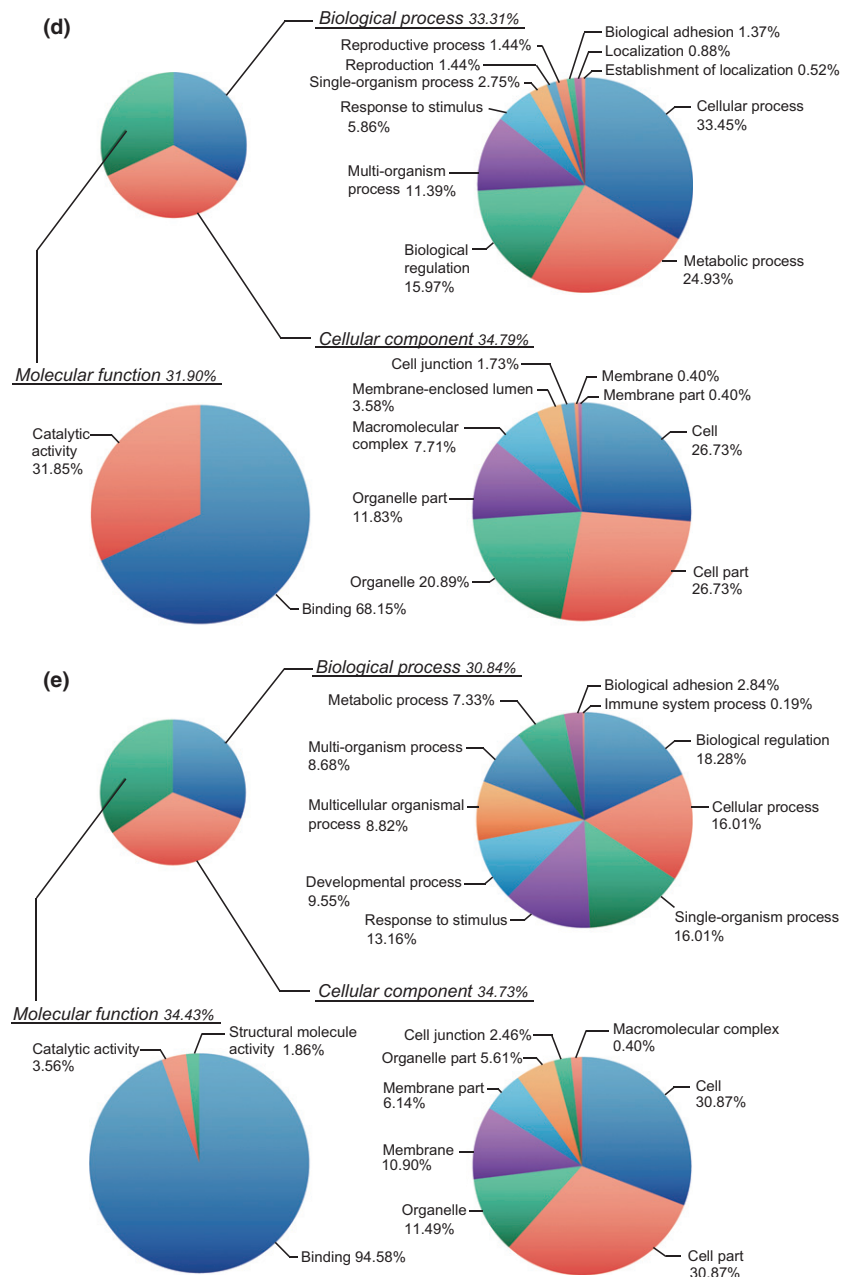 (d)
Biological process 33.31%
Reproductive process 1.44%
Reproduction 1.44%
Single-organism process 2.75%
Response to stimulus
5.86%
Multi-organism
process 11.39%
Biological
regulation
15.97%
Biological adhesion 1.37%
Localization 0.88%
Establishment of localization 0.52%
Cellular process
33.45%
Metabolic process
24.93%
Cellular component 34.79%
Molecular function 31.90%
Catalytic
activity
31.85%
Binding 68.15%
Cell junction 1.73%
Membrane-enclosed lumen
3.58%
Macromolecular
complex 7.71%
Organelle part
11.83%
Organelle 20.89%
Membrane 0.40%
Membrane part 0.40%
Cell
26.73%
Cell part
26.73%
(e)
Biological process 30.84%
Metabolic process 7.33%
Multi-organism process
8.68%
Multicellular organismal
process 8.82%
Developmental process
9.55%
Response to stimulus
13.16%
Biological adhesion 2.84%
Immune system process 0.19%
Biological regulation
18.28%
Cellular process
16.01%
Single-organism process
16.01%
Cellular component 34.73%
Molecular function 34.43%
Catalytic activity
3.56%
Structural molecule
activity 1.86%
Binding 94.58%
Cell junction 2.46%
Organelle part 5.61%
Membrane part
6.14%
Membrane
10.90%
Organelle
11.49%
Macromolecular complex
0.40%
Cell
30.87%
Cell part
30.87%